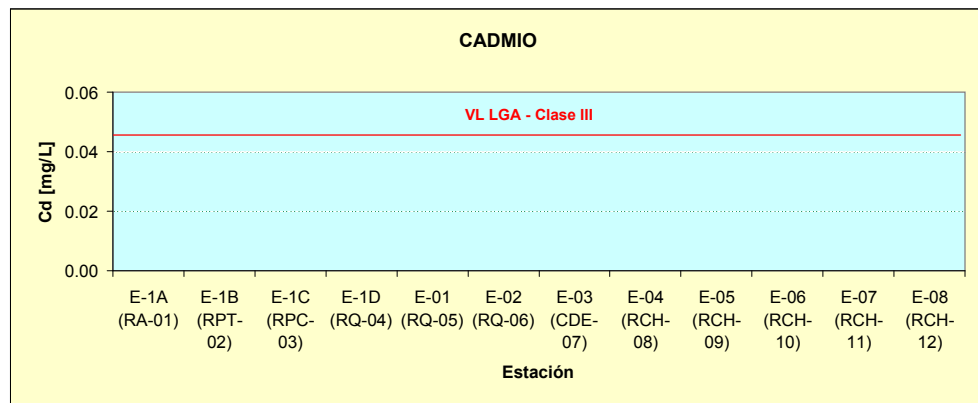 CADMIO
VL LGA - Clase III
Cd [mg/L]
0.06
0.04
0.02
0.00
E-1A (RA-01)
E-1B (RPT-02)
E-1C (RPC-03)
E-1D (RQ-04)
E-01 (RQ-05)
E-02 (RQ-06)
E-03 (CDE-07)
E-04 (RCH-08)
E-05 (RCH-09)
E-06 (RCH-10)
E-07 (RCH-11)
E-08 (RCH-12)
Estación